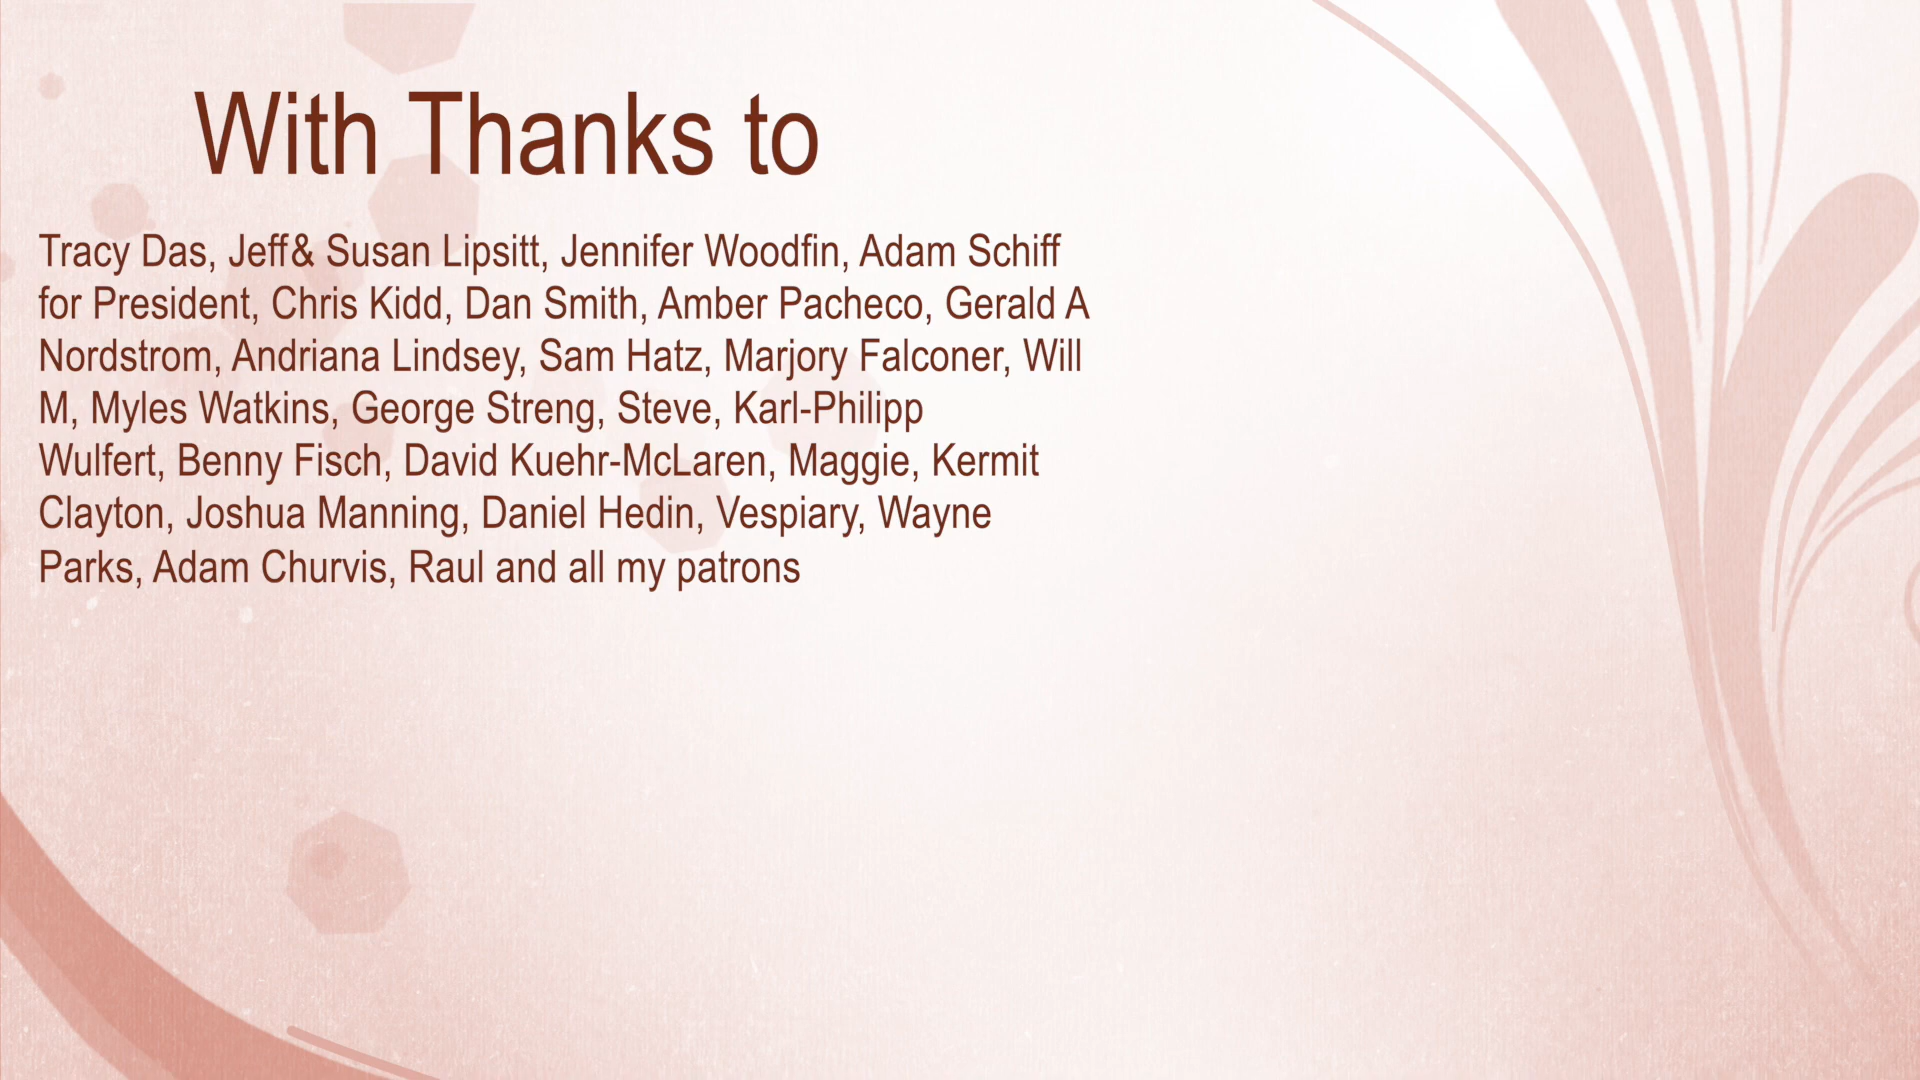 With Thanks to
Tracy Das, Jeff& Susan Lipsitt, Jennifer Woodfin, Adam Schiff
for President, Chris Kidd, Dan Smith, Amber Pacheco, Gerald A
Nordstrom, Andriana Lindsey, Sam Hatz, Marjory Falconer, Will
M, Myles Watkins, George Streng, Steve, Karl-Philipp
Wulfert, Benny Fisch, David Kuehr-McLaren, Maggie, Kermit
Clayton, Joshua Manning, Daniel Hedin, Vespiary, Wayne
Parks, Adam Churvis, Raul and all my patrons